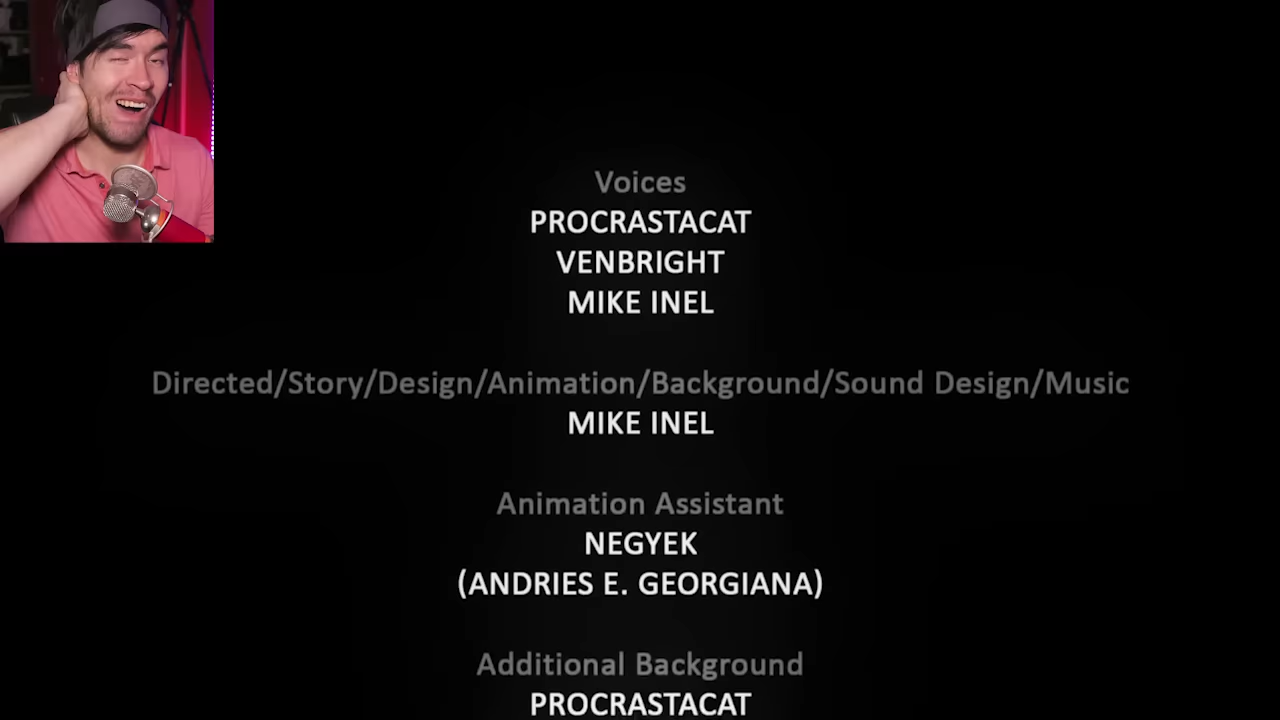 Voices
PROCRASTACAT
VENBRIGHT
MIKE INEL
Directed/Story/Design/Animation/Background/Sound Design/Music
MIKE INEL
Animation Assistant
NEGYEK
(ANDRIES E. GEORGIANA)
Additional Background
PROCRASTACAT